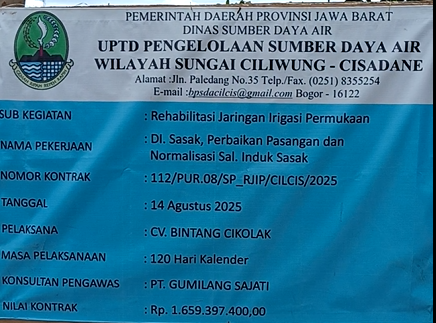 PEMERINTAH DAERAH PROVINSI JAWA BARAT
DINAS SUMBER DAYA AIR
UPTD PENGELOLAAN SUMBER DAYA AIR
WILAYAH SUNGAI CILIWUNG - CISADANE
Alamat :Jln. Paledang No.35 Telp./Fax. (0251) 8355254
E-mail :bpsdacilcis@gmail.com Bogor - 16122
SUB KEGIATAN : Rehabilitasi Jaringan Irigasi Permukaan
NAMA PEKERJAAN : DI. Sasak, Perbaikan Pasangan dan
Normalisasi Sal. Induk Sasak
NOMOR KONTRAK : 112/PUR.08/SP_RJIP/CILCIS/2025
TANGGAL : 14 Agustus 2025
PELAKSANA : CV. BINTANG CIKOLAK
MASA PELAKSANAAN : 120 Hari Kalender
KONSULTAN PENGAWAS : PT. GUMILANG SAJATI
NILAI KONTRAK : Rp. 1.659.397.400,00